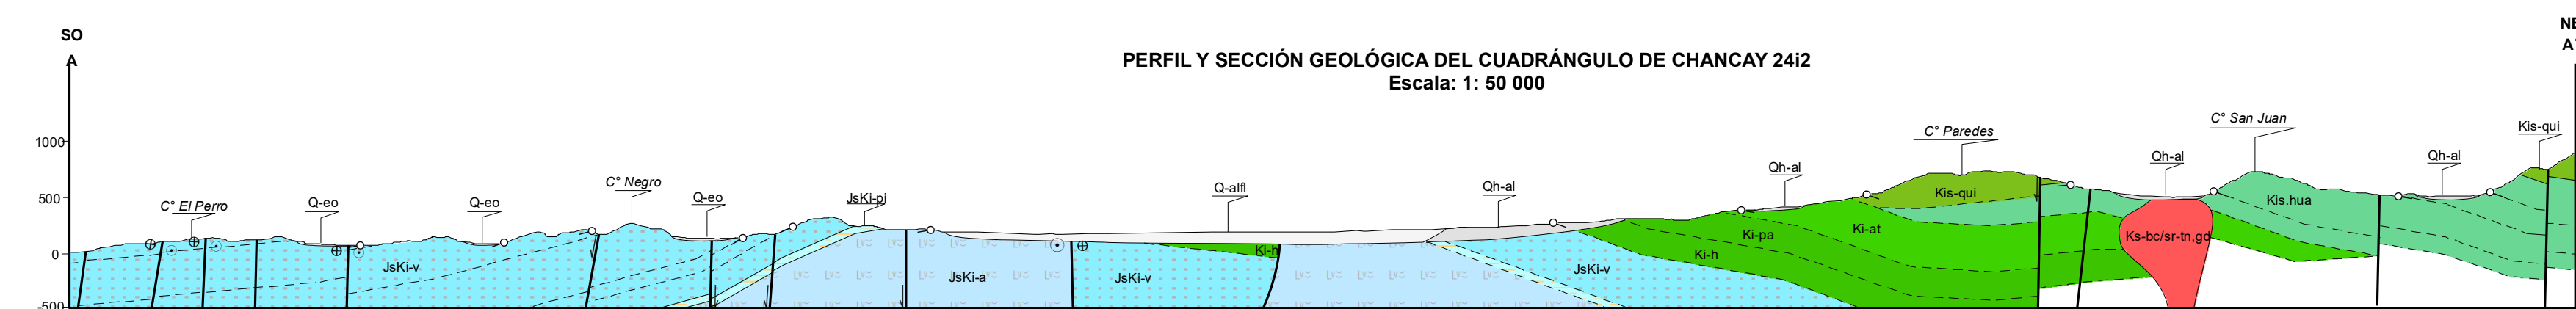 SO
NE
A
A'
PERFIL Y SECCIÓN GEOLÓGICA DEL CUADRÁNGULO DE CHANCAY 24i2
Escala: 1: 50 000
1000
500
0
-500
C° El Perro
Q-eo
Q-eo
C° Negro
Q-eo
JsKi-pi
Q-alfl
Qh-al
Qh-al
C° Paredes
Qh-al
C° San Juan
Qh-al
Kis-qui
JsKi-v
JsKi-a
JsKi-v
Ki-h
JsKi-v
Ki-h
Ki-pa
Ki-at
Kis-qui
Ks-bc/sr-tn,gd
Kis.hua